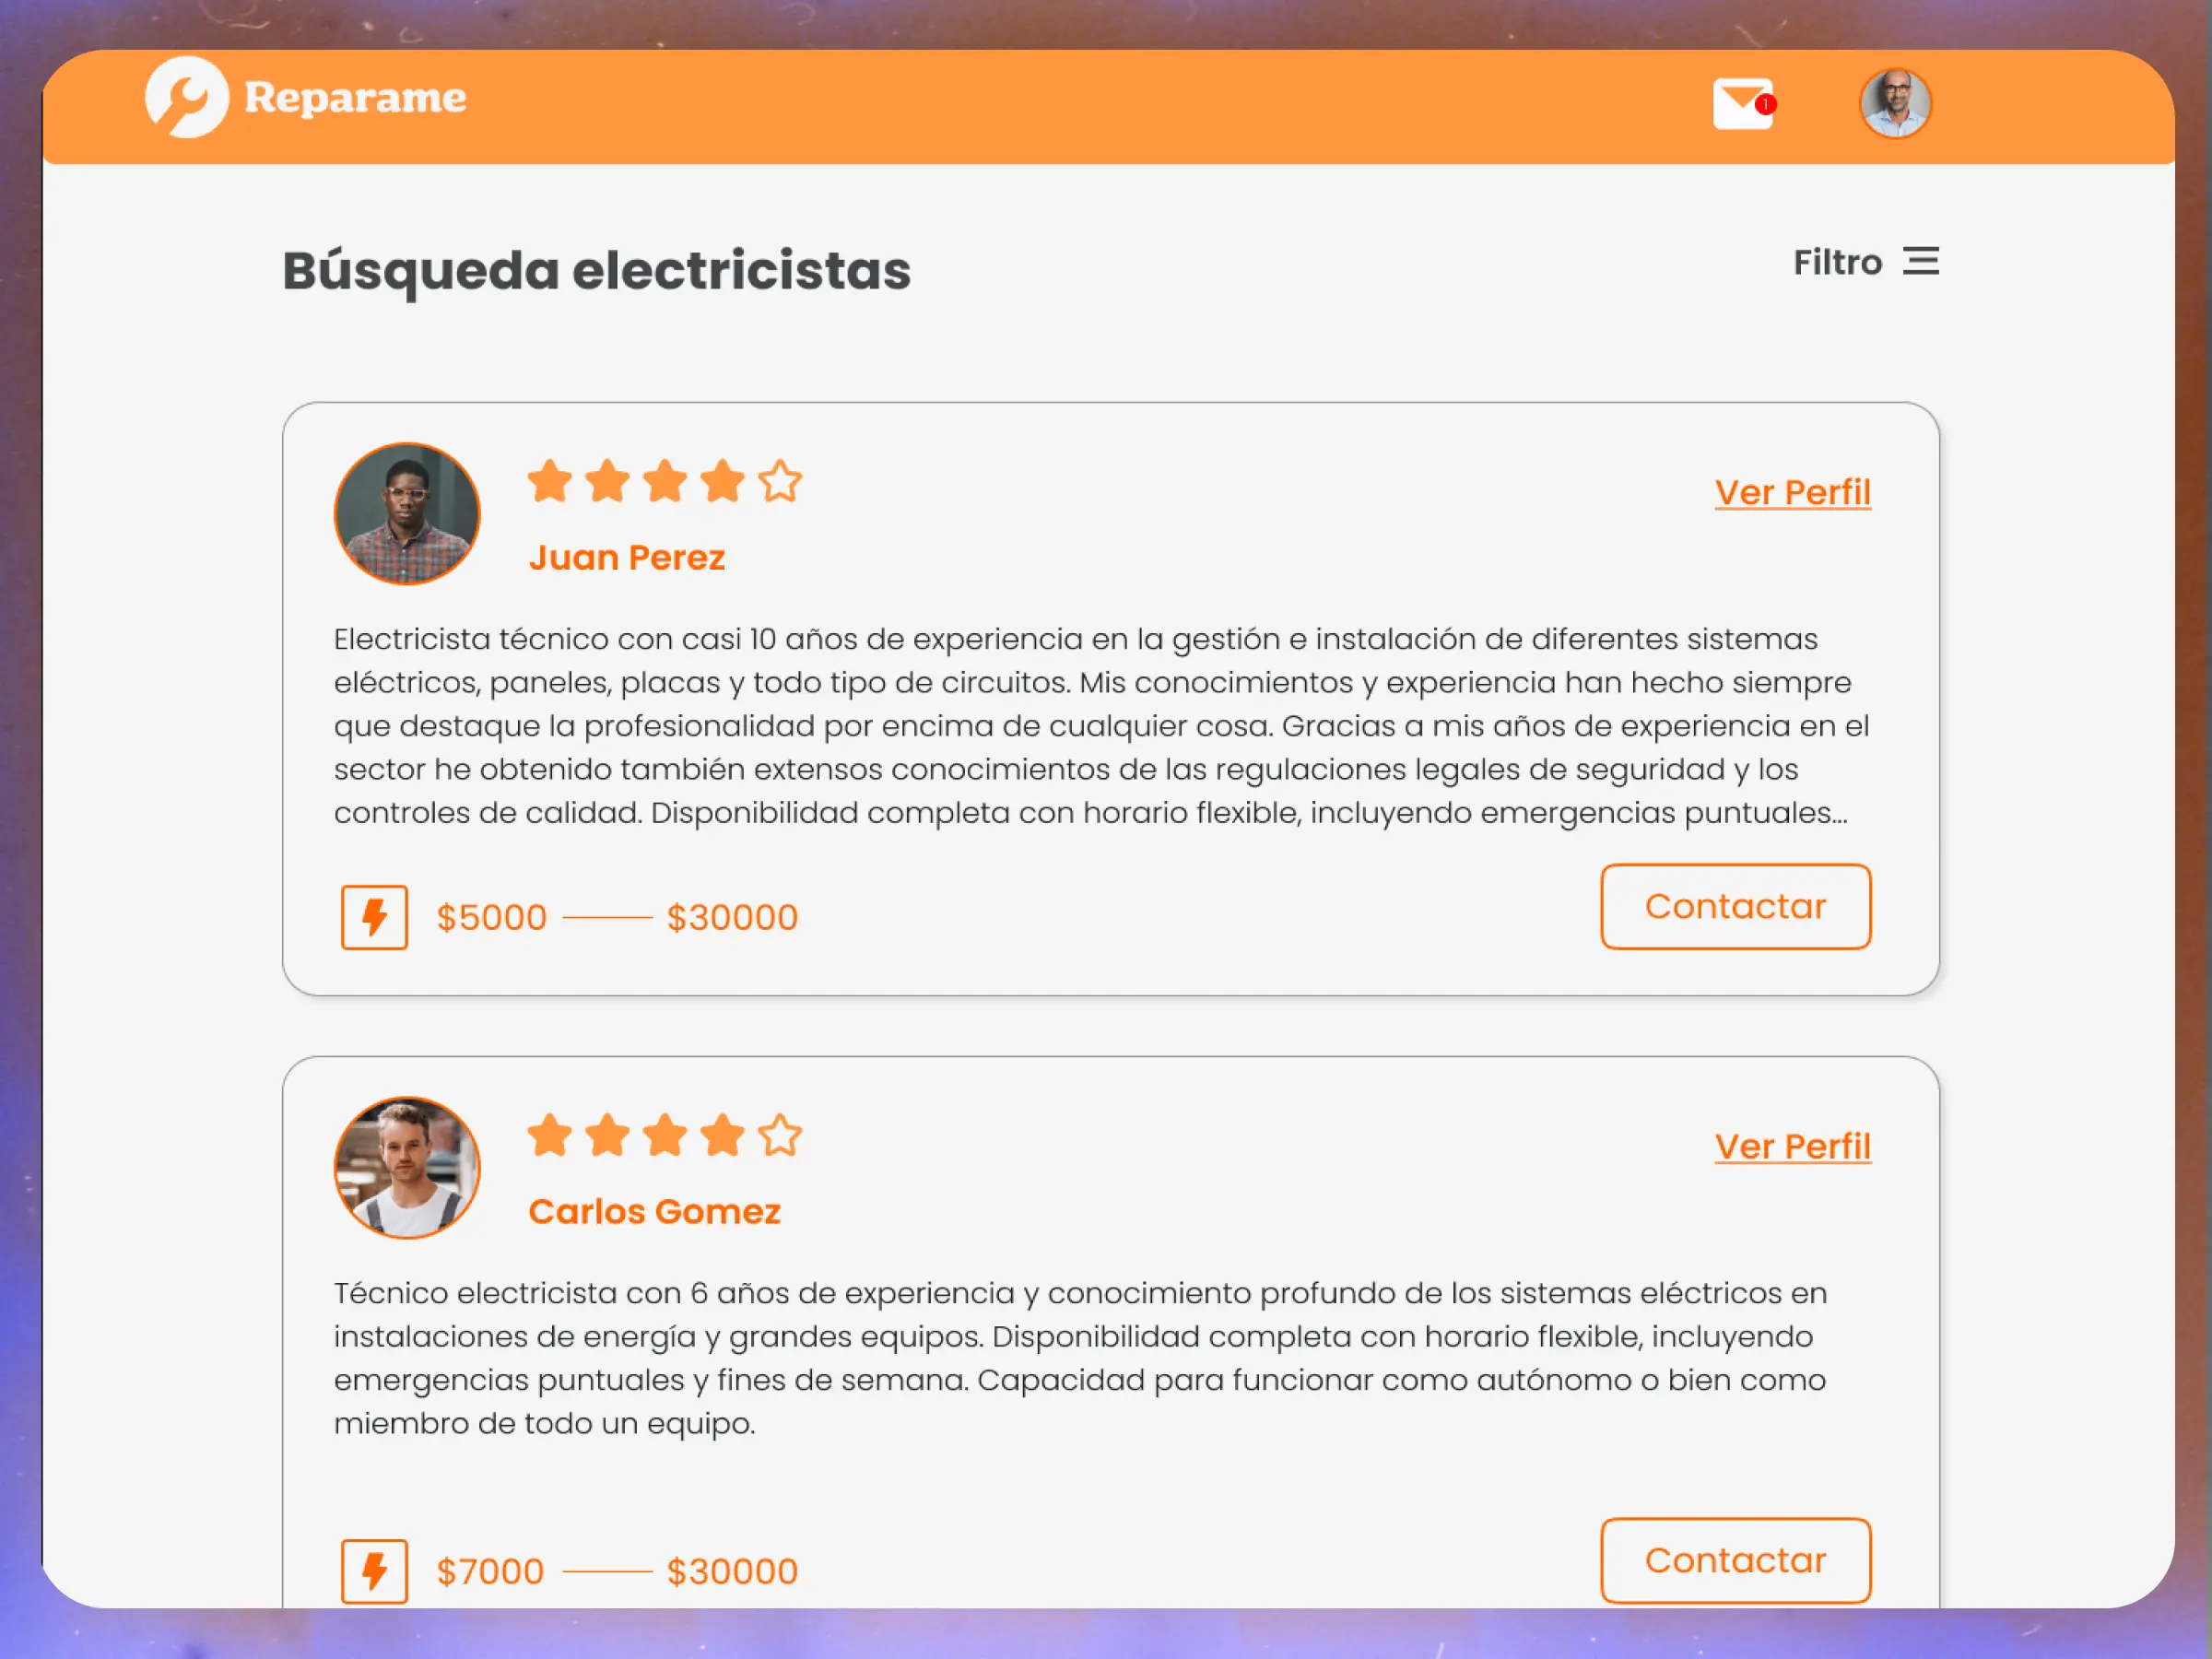 Reparame
1
Búsqueda electricistas
Filtro
Ver Perfil
Juan Perez
Electricista técnico con casi 10 años de experiencia en la gestión e instalación de diferentes sistemas
eléctricos, paneles, placas y todo tipo de circuitos. Mis conocimientos y experiencia han hecho siempre
que destaque la profesionalidad por encima de cualquier cosa. Gracias a mis años de experiencia en el
sector he obtenido también extensos conocimientos de las regulaciones legales de seguridad y los
controles de calidad. Disponibilidad completa con horario flexible, incluyendo emergencias puntuales...
$5000 $30000
Contactar
Ver Perfil
Carlos Gomez
Técnico electricista con 6 años de experiencia y conocimiento profundo de los sistemas eléctricos en
instalaciones de energía y grandes equipos. Disponibilidad completa con horario flexible, incluyendo
emergencias puntuales y fines de semana. Capacidad para funcionar como autónomo o bien como
miembro de todo un equipo.
$7000 $30000
Contactar